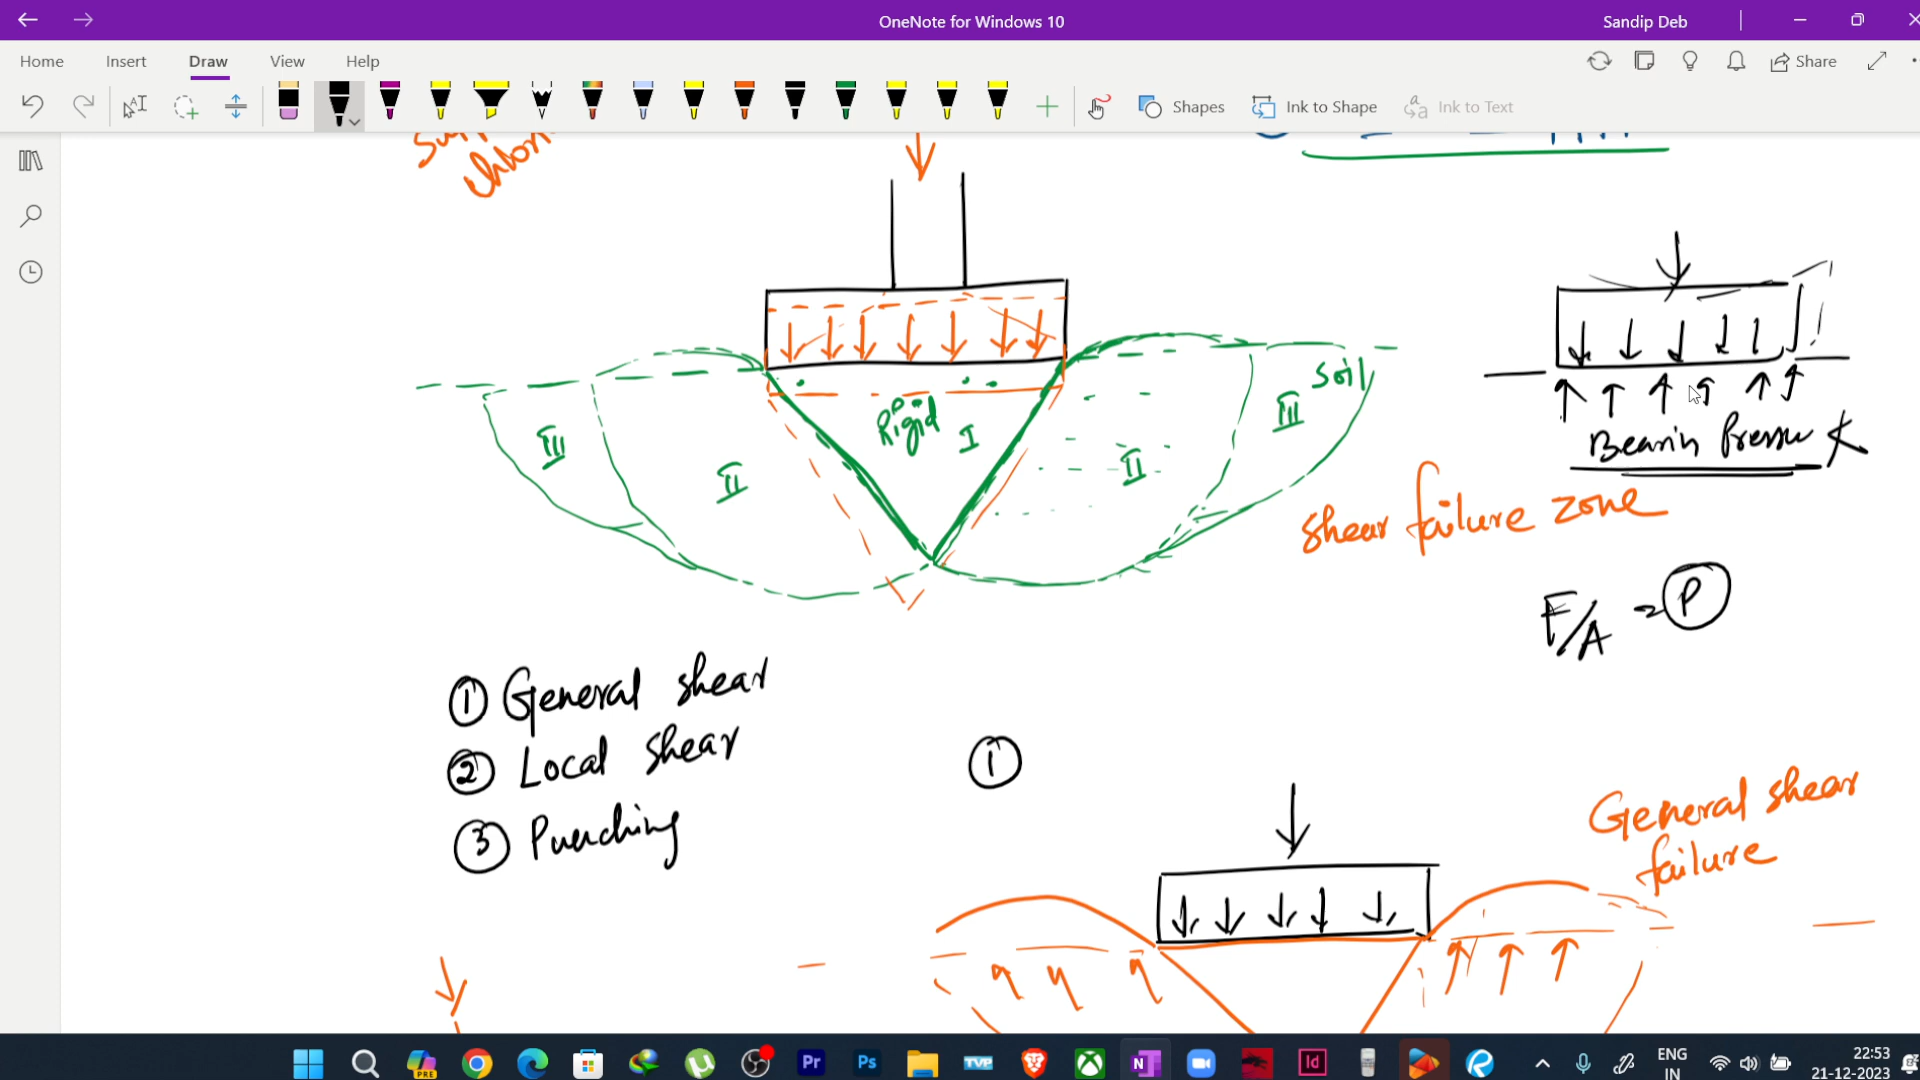 OneNote for Windows 10
Sandip Deb
Home Insert Draw View Help
Share
Shapes Ink to Shape Ink to Text
Soil
Rigid I
III II II III
Bearin Pressu
shear failure zone
F/A = P
① General shear
② Local shear
③ Punching
①
General shear
failure
ENG
IN
22:53
21-12-2023